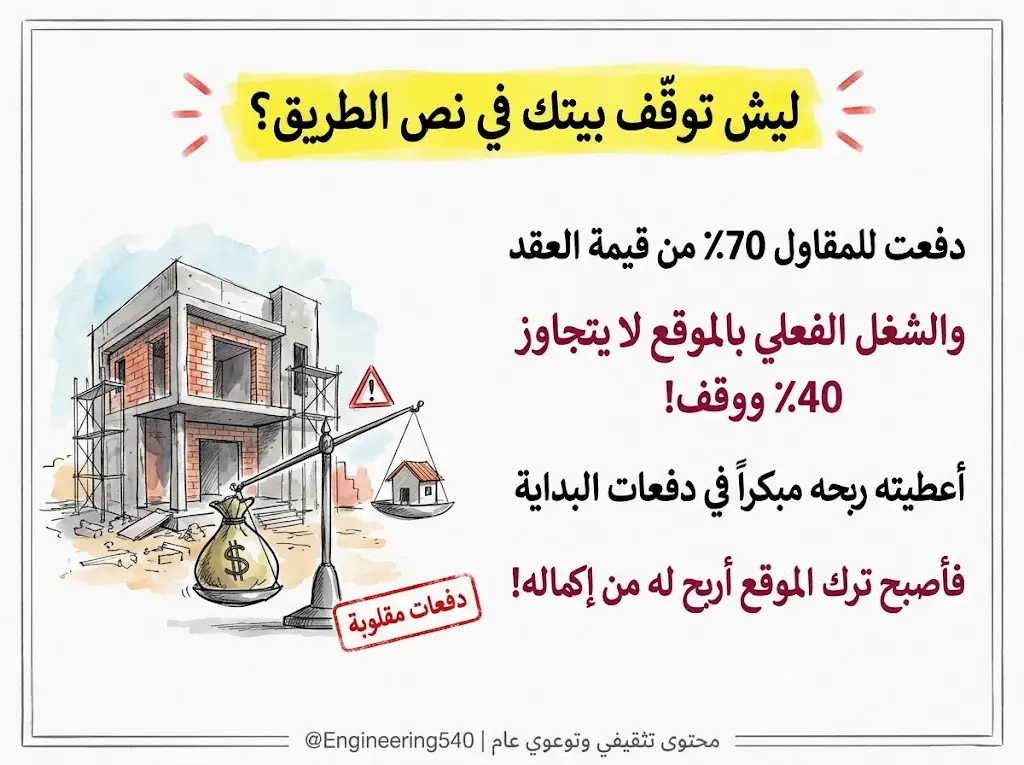 ليش توقّف بيتك في نص الطريق؟
دفعت للمقاول 70٪ من قيمة العقد
والشغل الفعلي بالموقع لا يتجاوز
40٪ ووقف!
أعطيته ربحه مبكراً في دفعات البداية
فأصبح ترك الموقع أربح له من إكماله!
!
$
دفعات مقلوبة
محتوى تثقيفي وتوعوي عام | @Engineering540